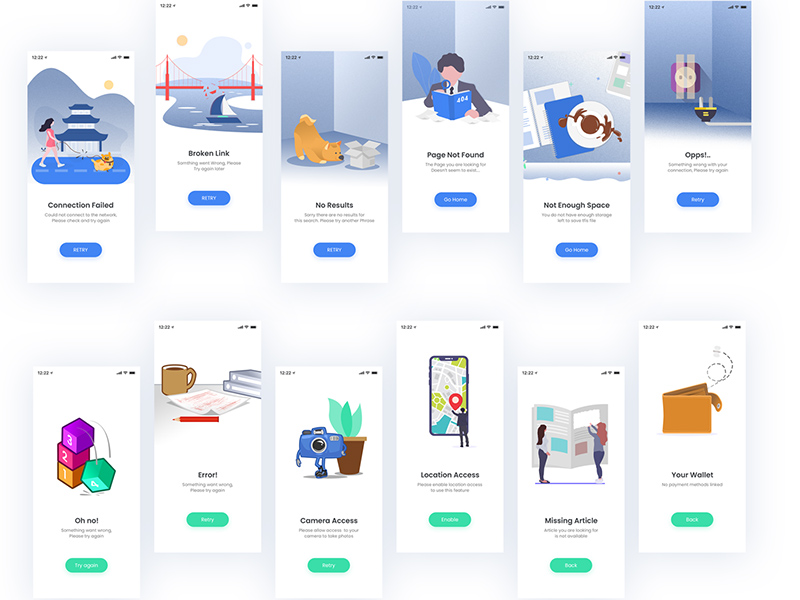 12:22
Connection Failed
Could not connect to the network,
Please check and try again
RETRY
12:22
Broken Link
Something went Wrong, Please
Try again later
RETRY
12:22
No Results
Sorry there are no results for
this search. Please try another Phrase
RETRY
12:22
404
Page Not Found
The Page you are looking for
Doesn't seem to exist...
Go Home
12:22
Not Enough Space
You do not have enough storage
left to save this file
Go Home
12:22
Opps!..
Something wrong with your
connection, Please try again
Retry
12:22
3
2
1
4
Oh no!
Something went wrong,
Please try again
Try again
12:22
Error!
Something went wrong,
Please try again
Retry
12:22
Camera Access
Please allow access to your
camera to take photos
Retry
12:22
Location Access
Please enable location access
to use this feature
Enable
12:22
Missing Article
Article you are looking for
is not available
Back
12:22
Your Wallet
No payment methods linked
Back